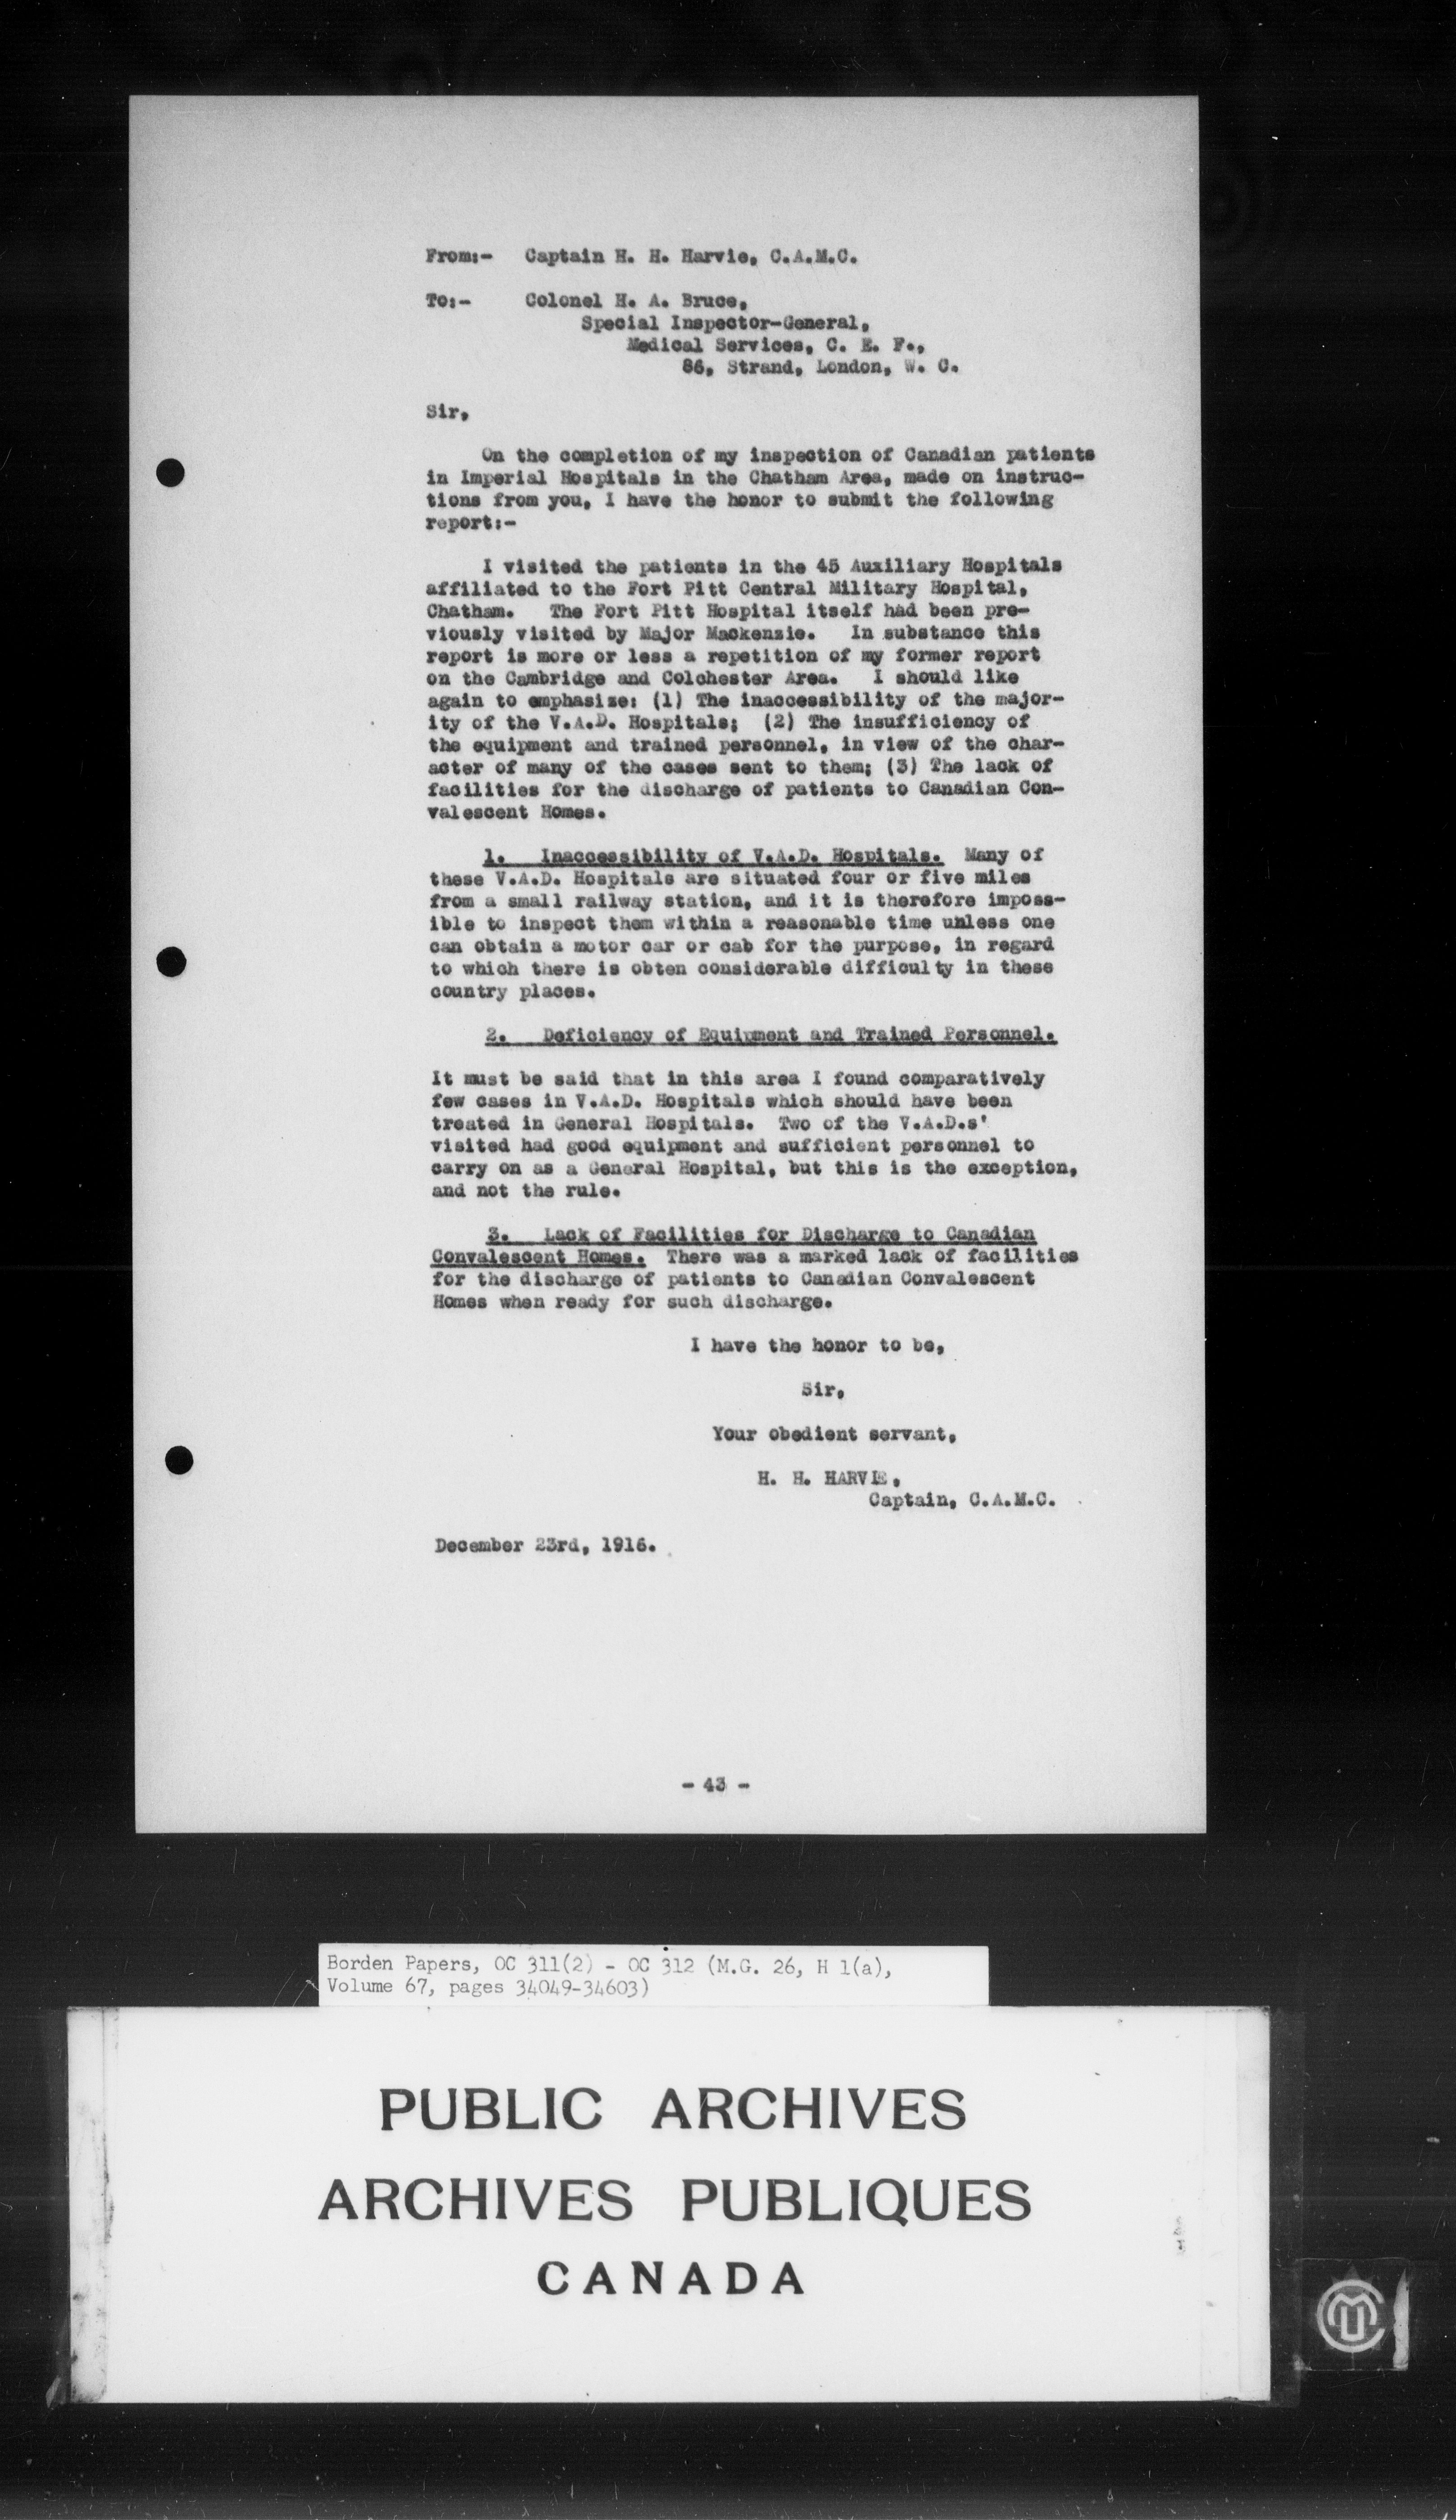 From:- Captain H. H. Harvie, C.A.M.C.
To:- Colonel H. A. Bruce,
Special Inspector-General,
Medical Services, C. E. F.,
86, Strand, London, W. C.
Sir,
On the completion of my inspection of Canadian patients
in Imperial Hospitals in the Chatham Area, made on instruc-
tions from you, I have the honor to submit the following
report:-
I visited the patients in the 45 Auxiliary Hospitals
affiliated to the Fort Pitt Central Military Hospital,
Chatham. The Fort Pitt Hospital itself had been pre-
viously visited by Major Mackenzie. In substance this
report is more or less a repetition of my former report
on the Cambridge and Colchester Area. I should like
again to emphasize: (1) The inaccessibility of the major-
ity of the V.A.D. Hospitals; (2) The insufficiency of
the equipment and trained personnel, in view of the char-
acter of many of the cases sent to them; (3) The lack of
facilities for the discharge of patients to Canadian Con-
valescent Homes.
1. Inaccessibility of V.A.D. Hospitals. Many of
these V.A.D. Hospitals are situated four or five miles
from a small railway station, and it is therefore imposs-
ible to inspect them within a reasonable time unless one
can obtain a motor car or cab for the purpose, in regard
to which there is obten considerable difficulty in these
country places.
2. Deficiency of Equipment and Trained Personnel.
It must be said that in this area I found comparatively
few cases in V.A.D. Hospitals which should have been
treated in General Hospitals. Two of the V.A.D.s'
visited had good equipment and sufficient personnel to
carry on as a General Hospital, but this is the exception,
and not the rule.
3. Lack of Facilities for Discharge to Canadian
Convalescent Homes. There was a marked lack of facilities
for the discharge of patients to Canadian Convalescent
Homes when ready for such discharge.
I have the honor to be,
Sir,
Your obedient servant,
H. H. HARVIE,
Captain, C.A.M.C.
December 23rd, 1916.
- 43 -
Borden Papers, OC 311(2) - OC 312 (M.G. 26, H 1(a),
Volume 67, pages 34049-34603)
PUBLIC ARCHIVES
ARCHIVES PUBLIQUES
CANADA